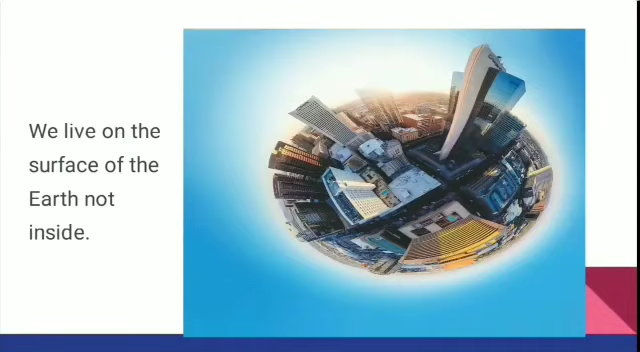 We live on the
surface of the
Earth not
inside.